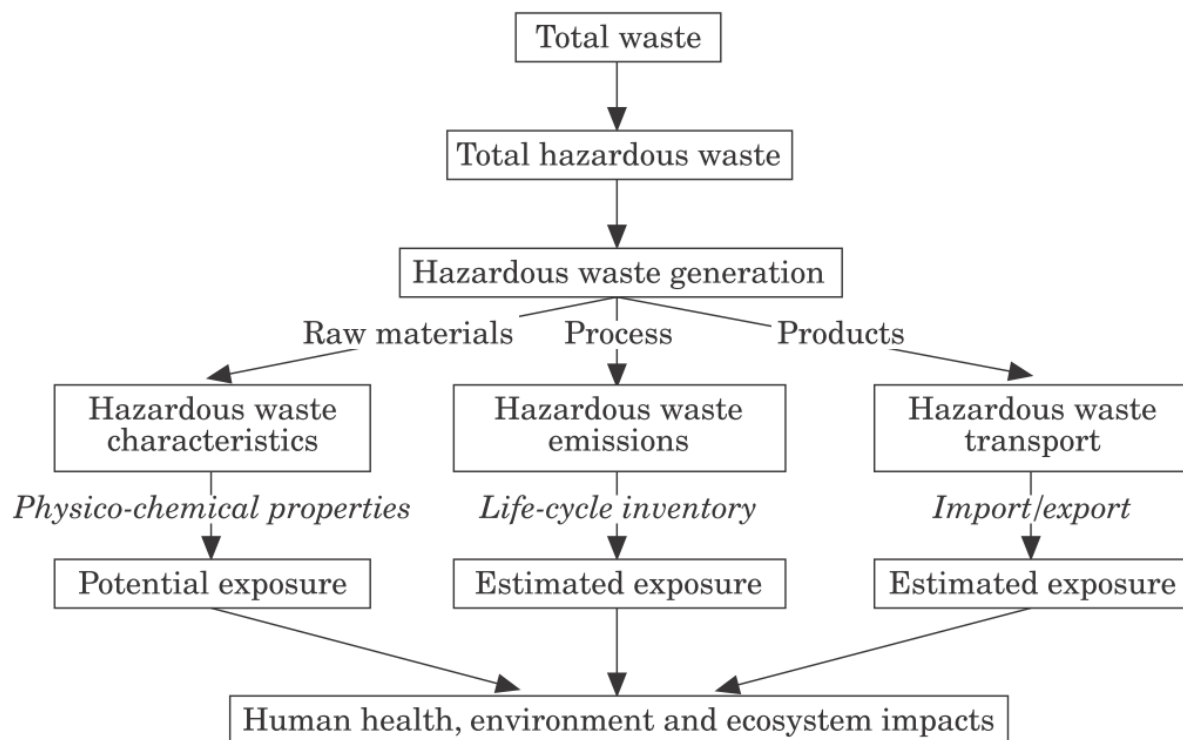 Total waste
Total hazardous waste
Hazardous waste generation
Raw materials
Process
Products
Hazardous waste
characteristics
Hazardous waste
emissions
Hazardous waste
transport
Physico-chemical properties
Life-cycle inventory
Import/export
Potential exposure
Estimated exposure
Estimated exposure
Human health, environment and ecosystem impacts